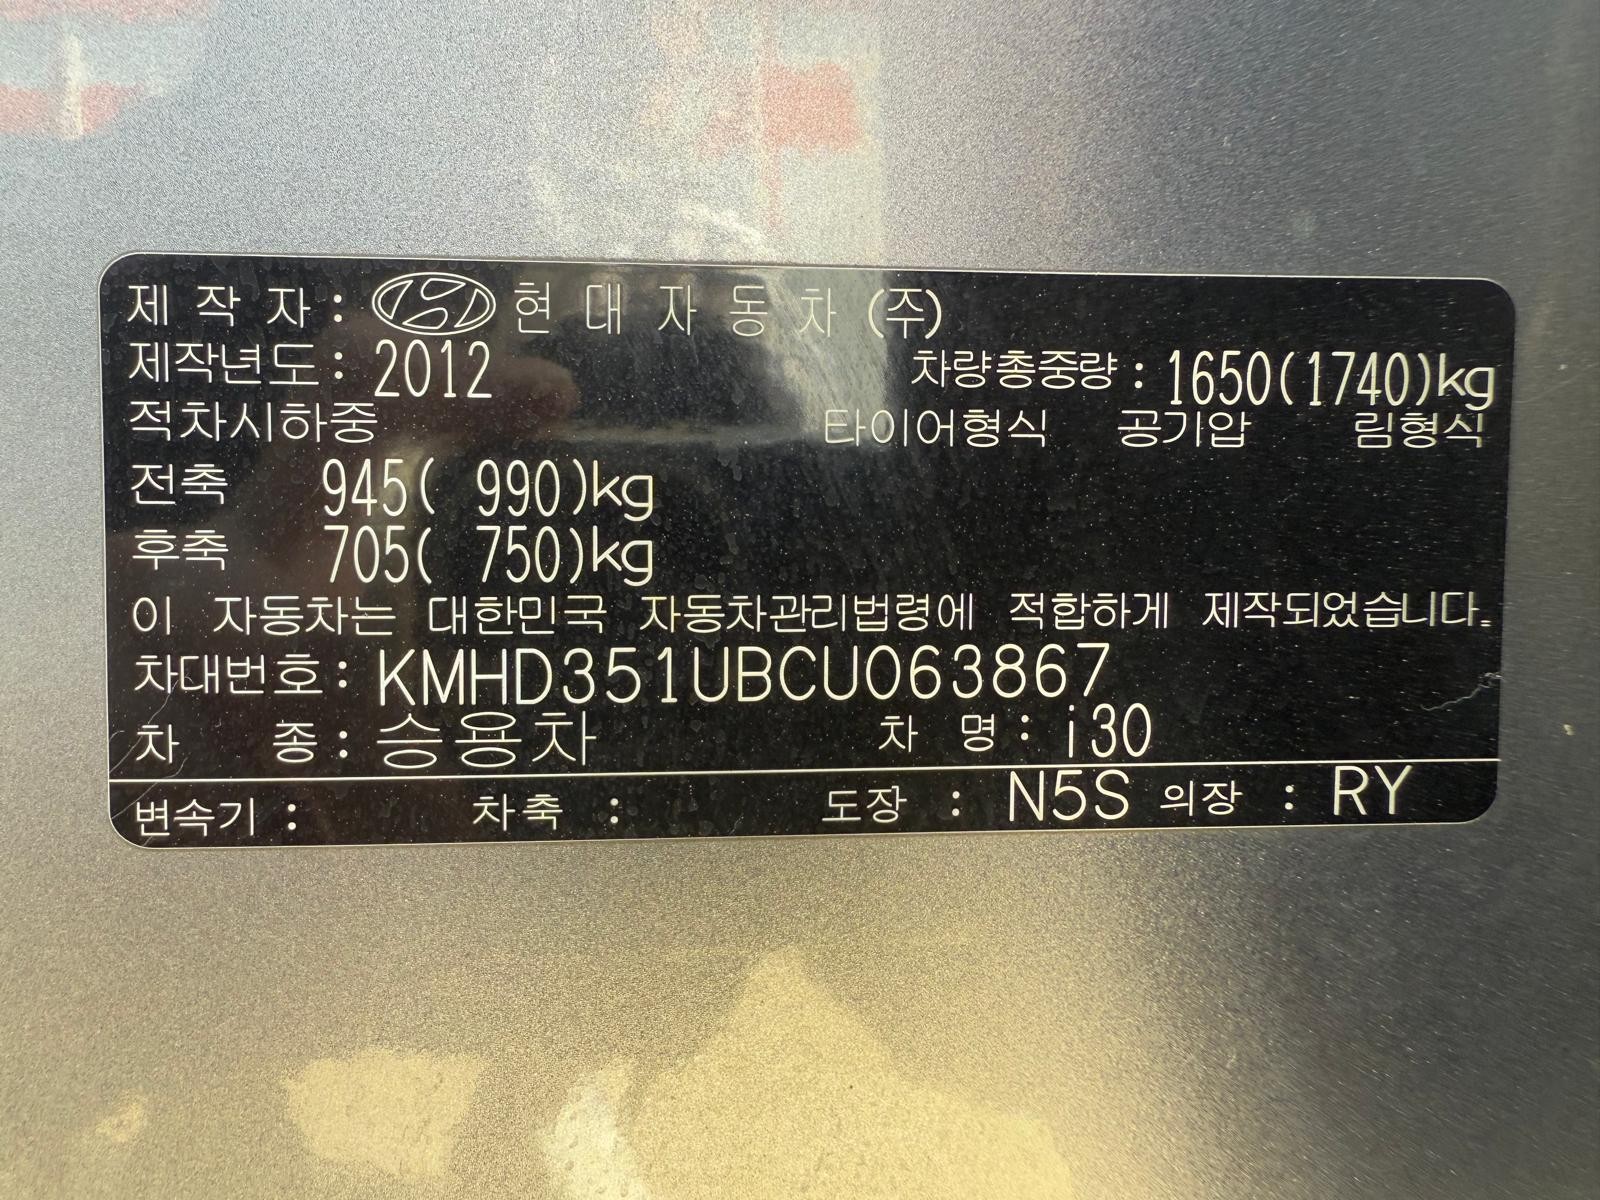 제 작 자 : 현 대 자 동 차 (주)
제작년도 : 2012 차량총중량 : 1650(1740)kg
적차시하중 타이어형식 공기압 림형식
전축 945( 990)kg
후축 705( 750)kg
이 자동차는 대한민국 자동차관리법령에 적합하게 제작되었습니다.
차대번호 : KMHD351UBCU063867
차 종 : 승용차 차 명 : i30
변속기 : 차축 : 도장 : N5S 의장 : RY